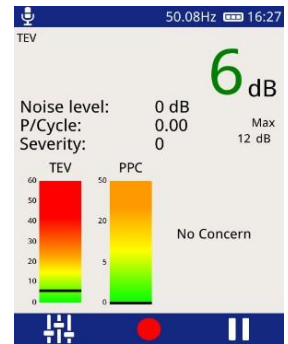 50.08Hz 16:27
TEV
6 dB
Noise level: 0 dB
P/Cycle: 0.00
Severity: 0
Max
12 dB
TEV PPC
60 50
50
40 20
30
20 5
10
0 0
No Concern